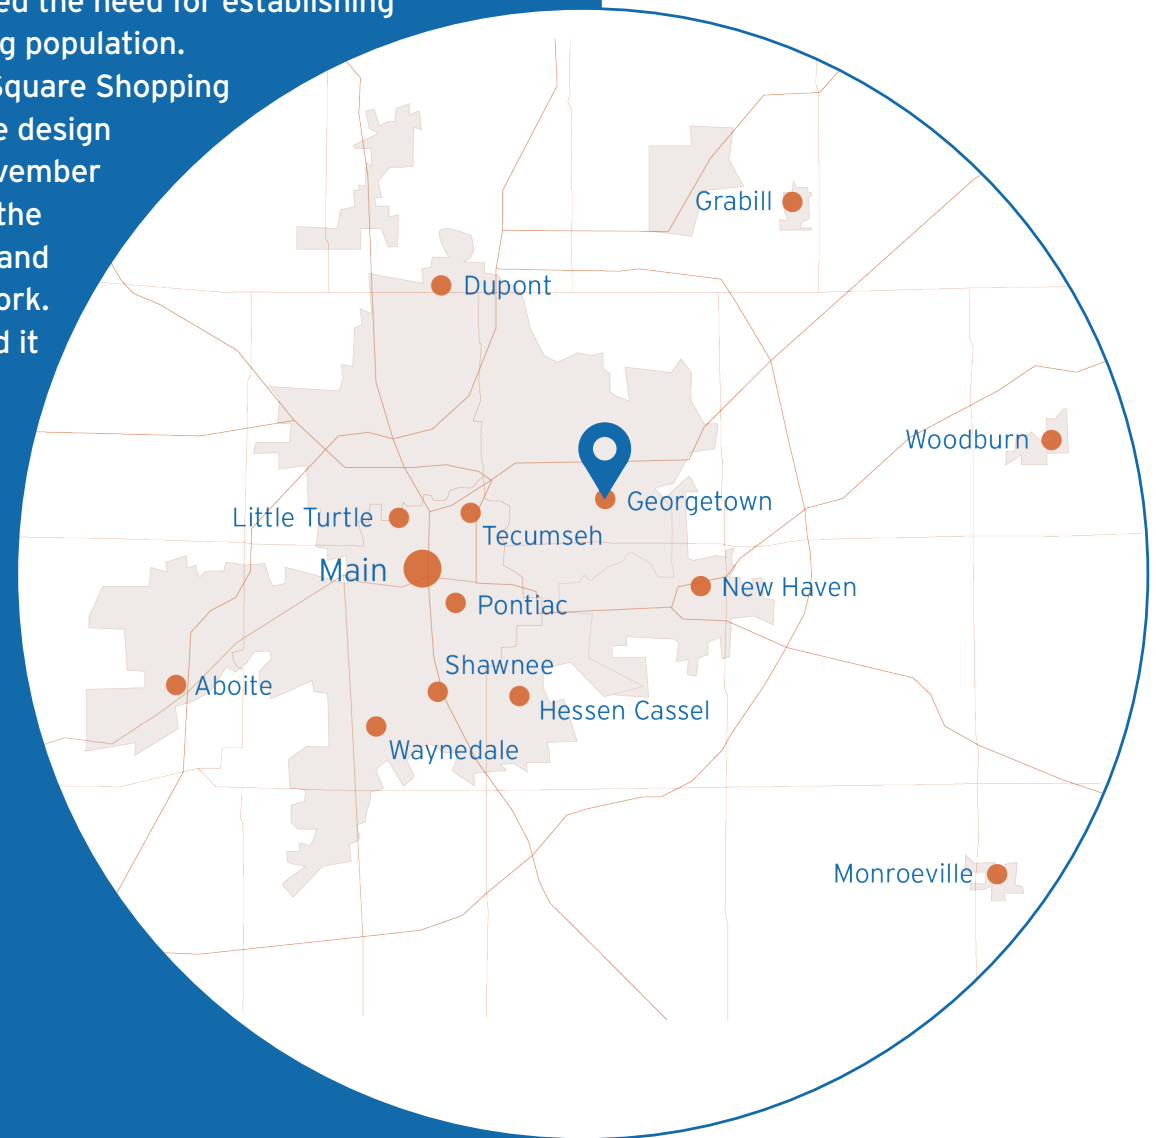 ed the need for establishing
g population.
Square Shopping
e design
vember
the
and
ork.
d it
Grabill
Dupont
Woodburn
Georgetown
Little Turtle
Tecumseh
Main
New Haven
Pontiac
Shawnee
Aboite
Hessen Cassel
Waynedale
Monroeville